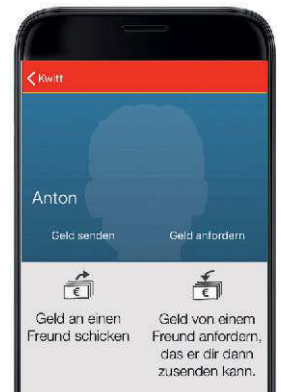 Kwitt
Anton
Geld senden Geld anfordern
€ €
Geld an einen
Freund schicken
Geld von einem
Freund anfordern,
das er dir dann
zusenden kann.